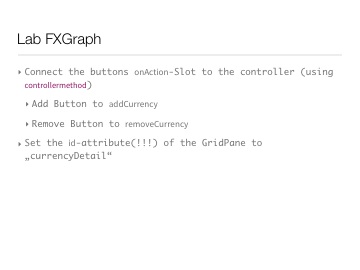 Lab FXGraph
‣ Connect the buttons onAction-Slot to the controller (using
controllermethod)
‣ Add Button to addCurrency
‣ Remove Button to removeCurrency
‣ Set the id-attribute(!!!) of the GridPane to
„currencyDetail“